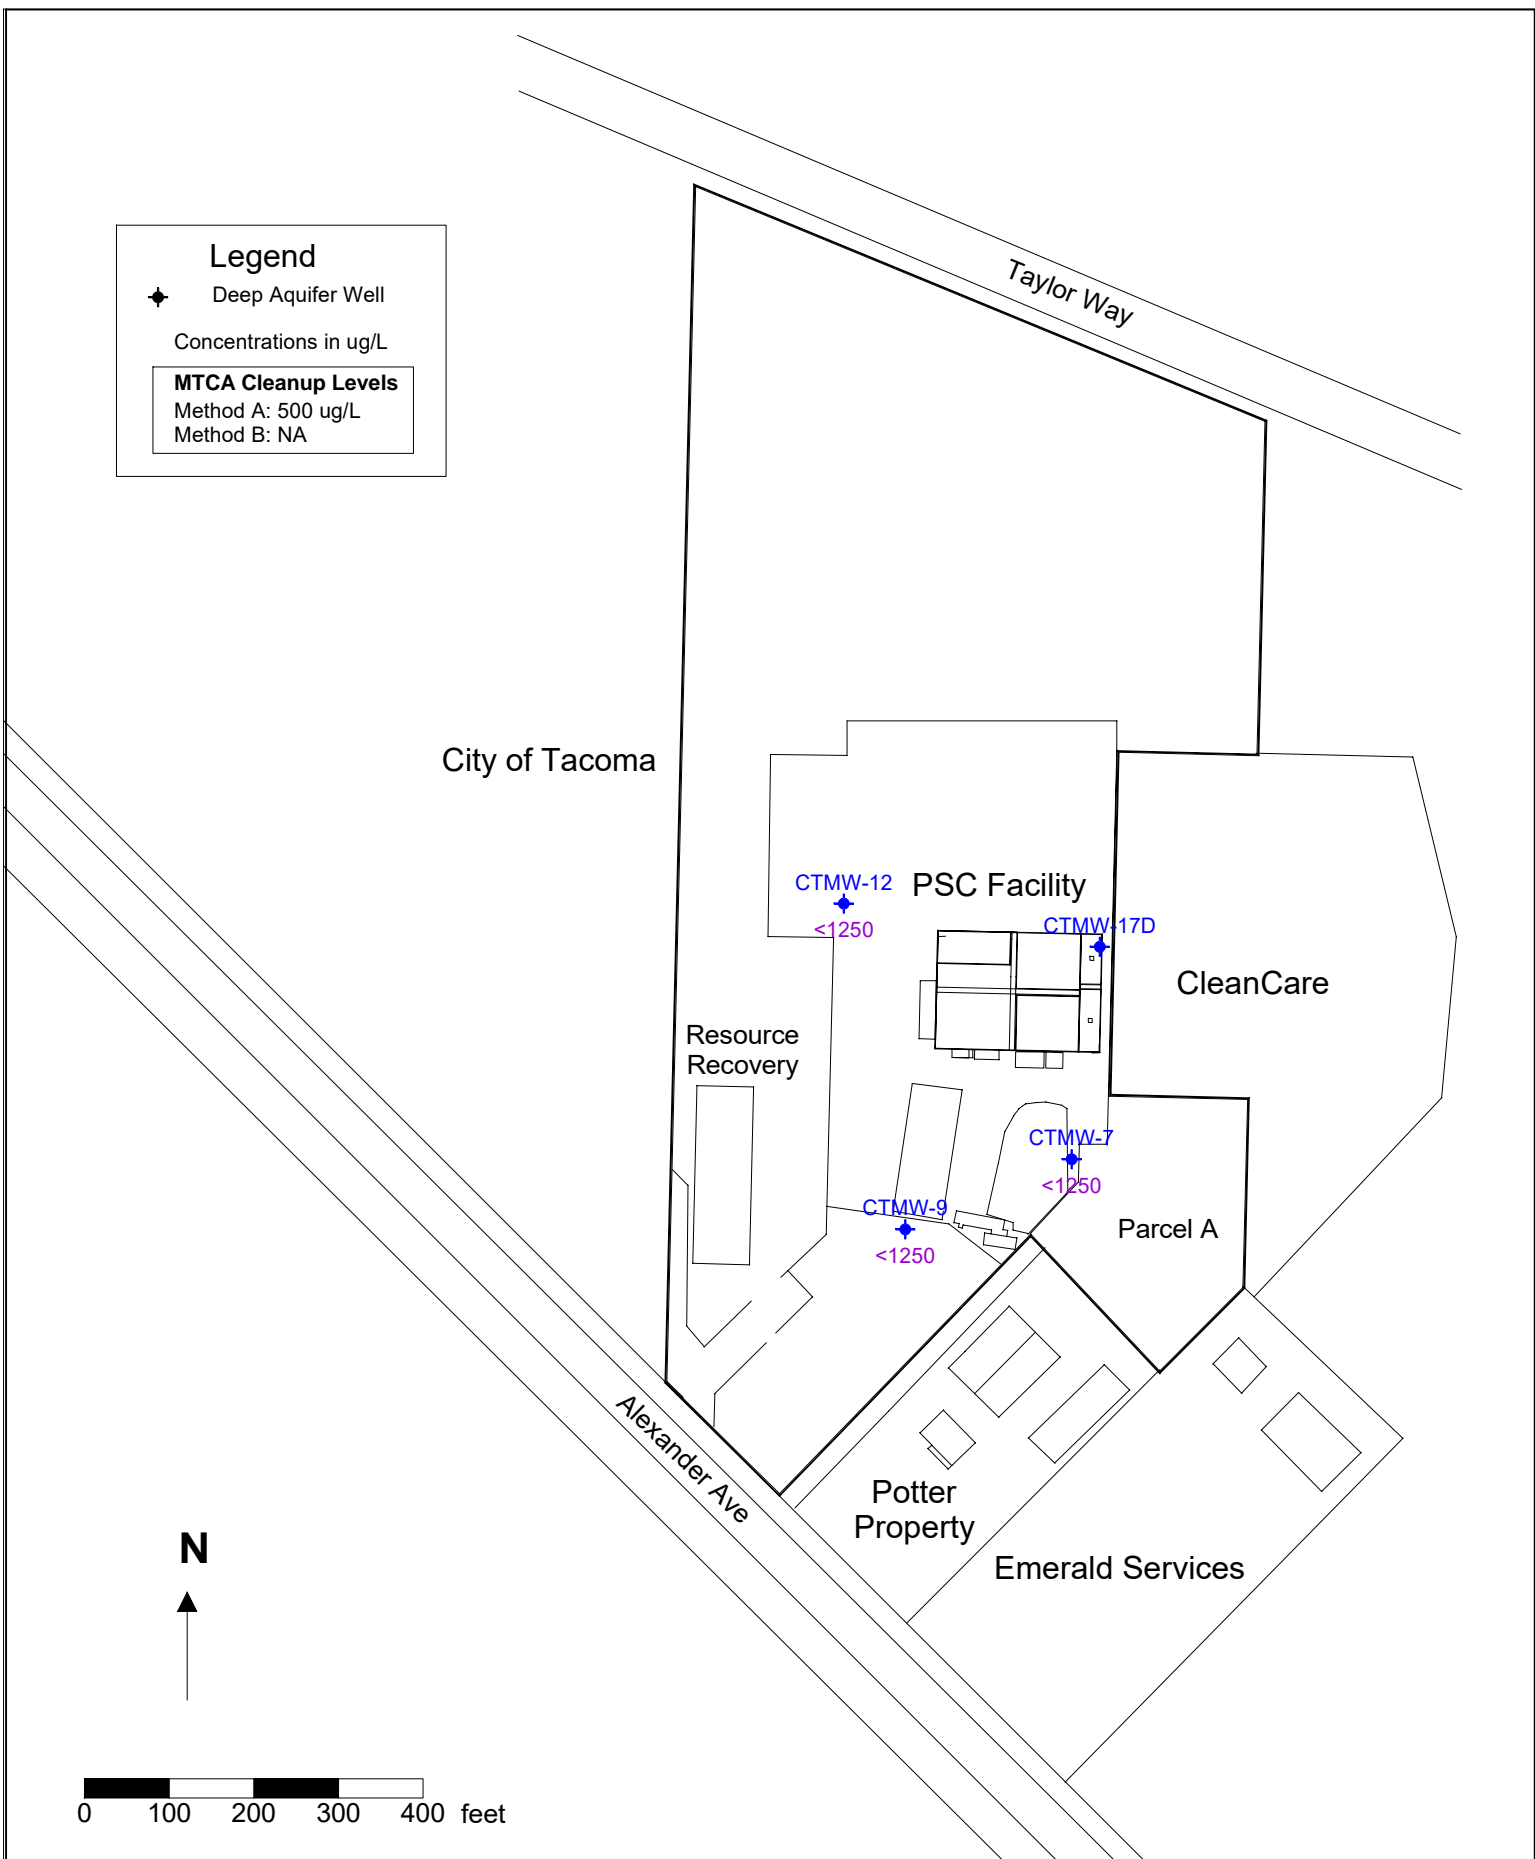 Legend
Deep Aquifer Well
Concentrations in ug/L
MTCA Cleanup Levels
Method A: 500 ug/L
Method B: NA
Taylor Way
City of Tacoma
CTMW-12
<1250
PSC Facility
CTMW-17D
CleanCare
Resource
Recovery
CTMW-7
<1250
CTMW-9
<1250
Parcel A
Alexander Ave
Potter
Property
Emerald Services
N
0 100 200 300 400 feet